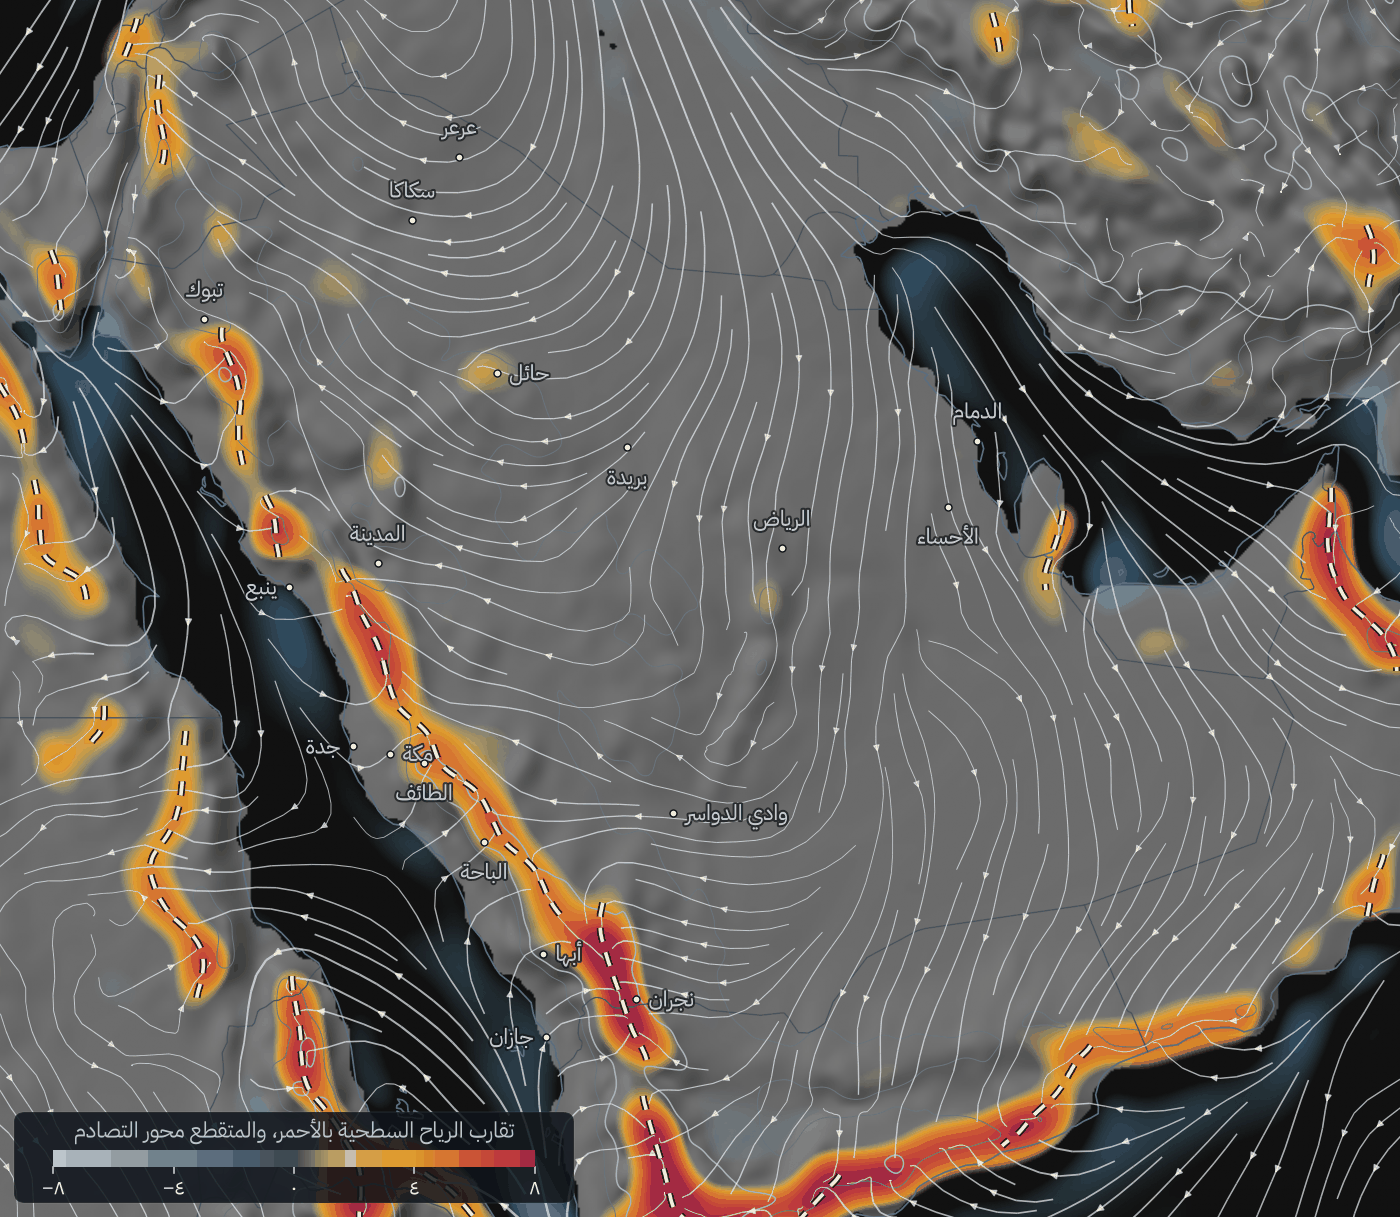 عرعر
سكاكا
تبوك
حائل
الدمام
بريدة
الرياض
الأحساء
المدينة
ينبع
جدة
مكة
الطائف
وادي الدواسر
الباحة
أبها
نجران
جازان
تقارب الرياح السطحية بالأحمر، والمتقطع محور التصادم
−٨ −٤ ٠ ٤ ٨